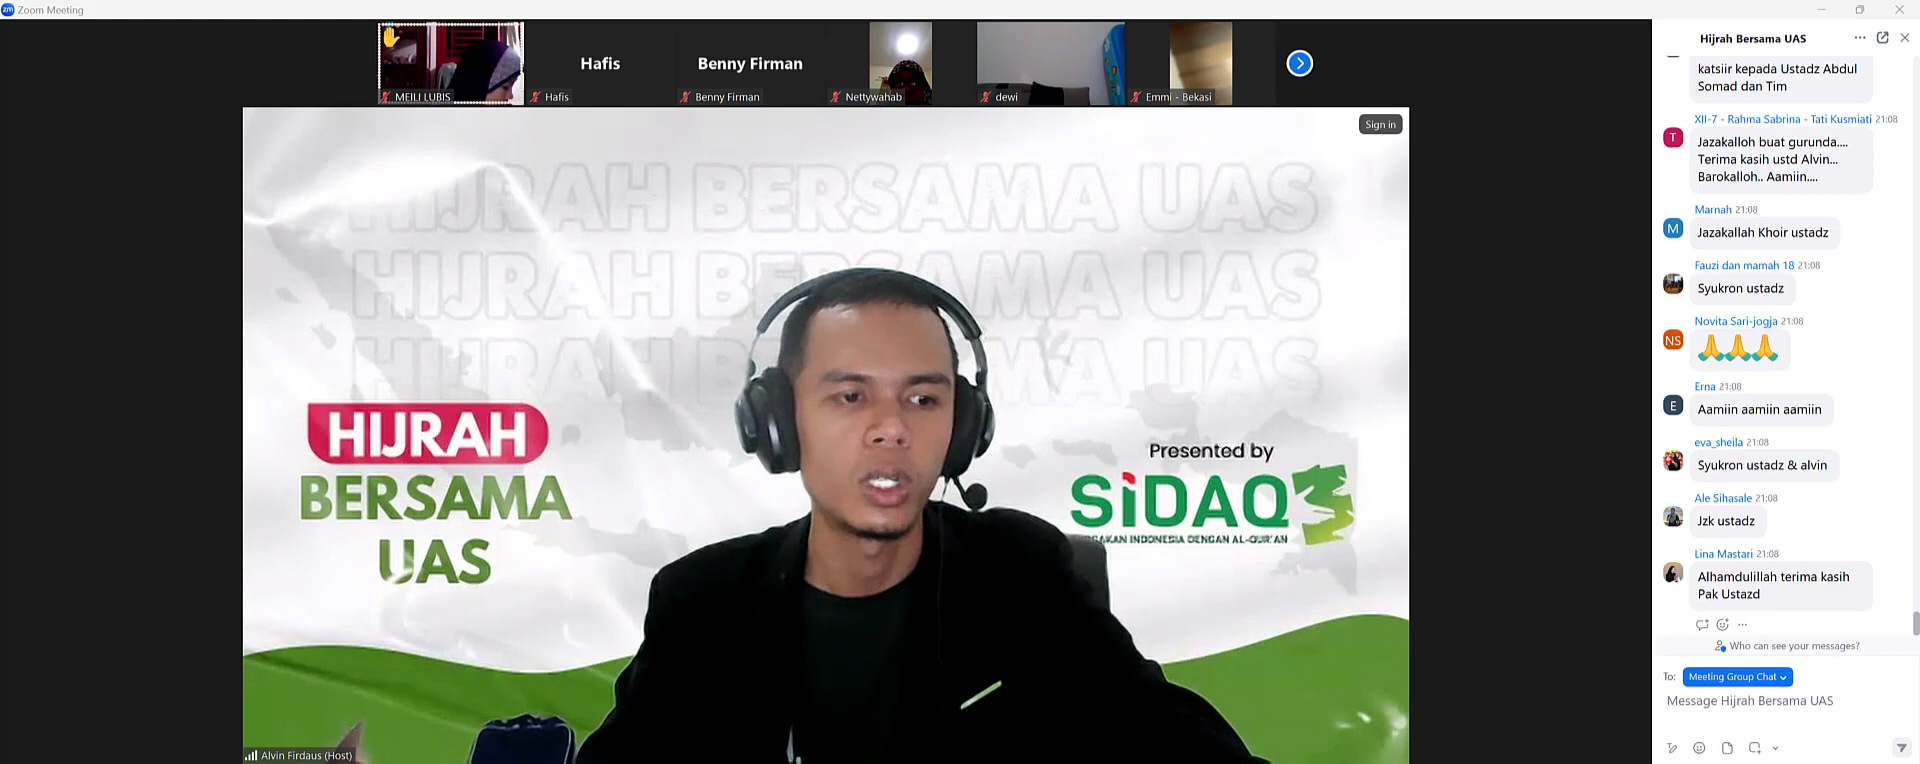 Zoom Meeting
MEILI LUBIS
Hafis
Hafis
Benny Firman
Benny Firman
Nettywahab
dewi
Emmi - Bekasi
Sign in
HIJRAH BERSAMA UAS
HIJRAH BERSAMA UAS
HIJRAH BERSAMA UAS
HIJRAH
BERSAMA
UAS
Presented by
SiDAQ
AKAN INDONESIA DENGAN AL-QUR'AN
Alvin Firdaus (Host)
Hijrah Bersama UAS
katsiir kepada Ustadz Abdul
Somad dan Tim
XII-7 - Rahma Sabrina - Tati Kusmiati 21:08
T
Jazakalloh buat gurunda....
Terima kasih ustd Alvin...
Barokalloh.. Aamiin....
Marnah 21:08
M
Jazakallah Khoir ustadz
Fauzi dan mamah 18 21:08
Syukron ustadz
Novita Sari-jogja 21:08
NS
🙏🙏🙏
Erna 21:08
E
Aamiin aamiin aamiin
eva_sheila 21:08
Syukron ustadz & alvin
Ale Sihasale 21:08
Jzk ustadz
Lina Mastari 21:08
Alhamdulillah terima kasih
Pak Ustazd
Who can see your messages?
To: Meeting Group Chat
Message Hijrah Bersama UAS